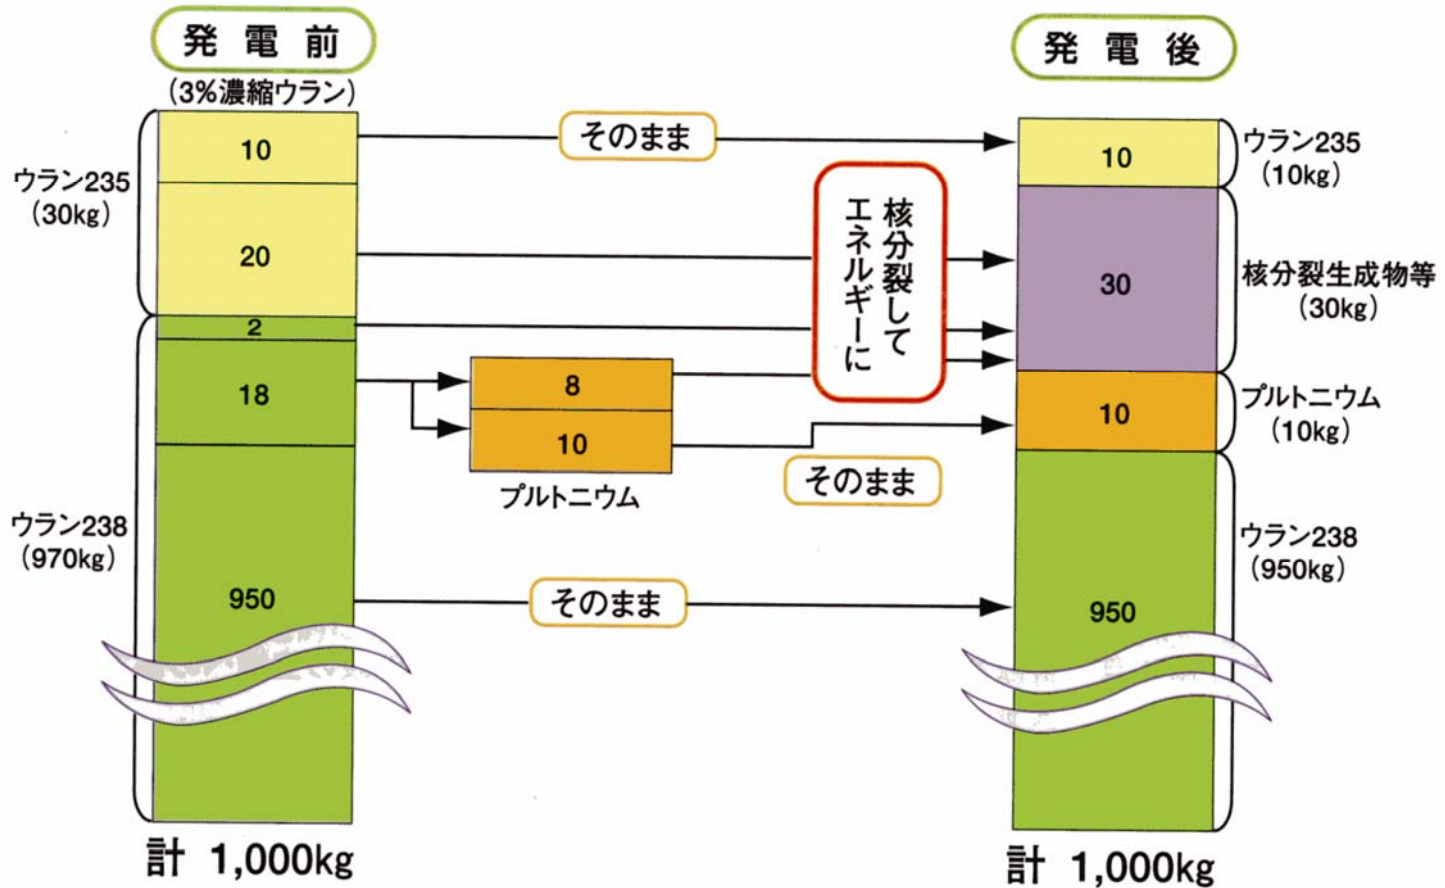 発電前
(3%濃縮ウラン)
ウラン235
(30kg)
10
20
2
18
950
ウラン238
(970kg)
計 1,000kg
そのまま
核分裂して
エネルギーに
8
10
プルトニウム
そのまま
そのまま
発電後
10
30
10
950
ウラン235
(10kg)
核分裂生成物等
(30kg)
プルトニウム
(10kg)
ウラン238
(950kg)
計 1,000kg